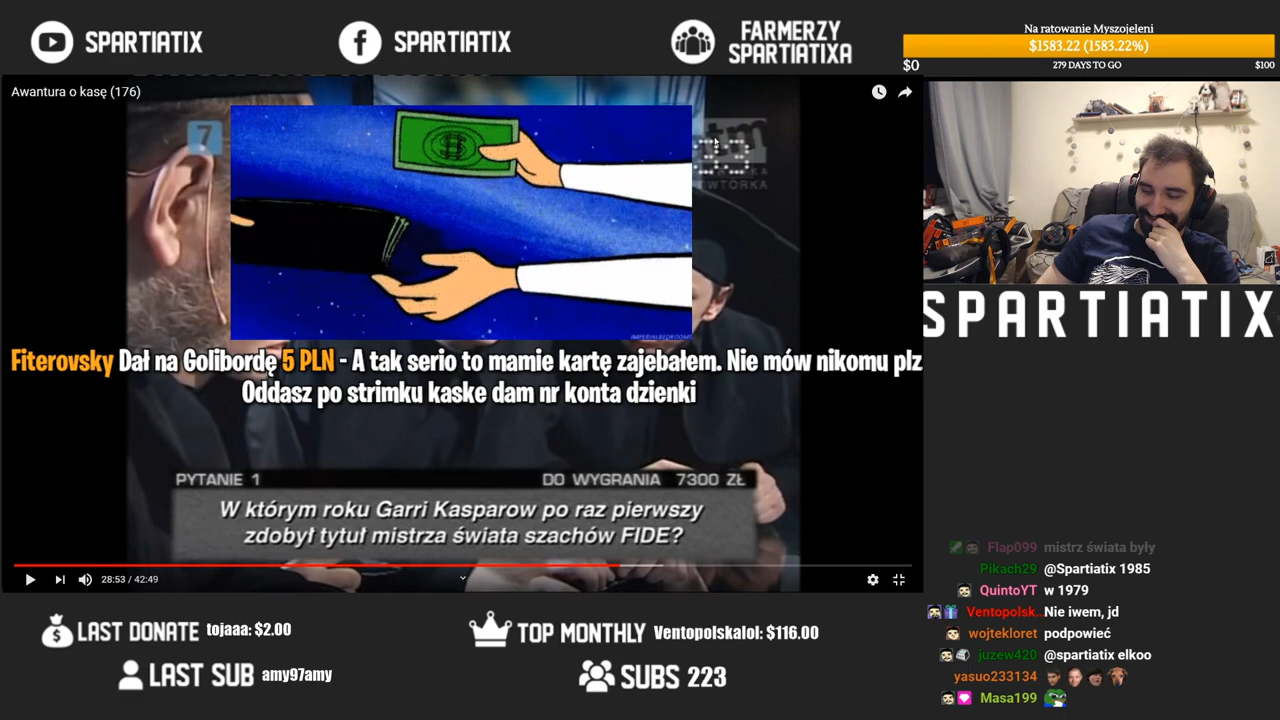 SPARTIATIX
SPARTIATIX
FARMERZY
SPARTIATIXA
Na ratowanie Myszojeleni
$1583.22 (1583.22%)
$0
279 DAYS TO GO
$100
Awantura o kasę (176)
7
tm
WTÓRKA
IMPERIALBEDROOMS
Fiterovsky Dał na Golibordę 5 PLN - A tak serio to mamie kartę zajebałem. Nie mów nikomu plz
Oddasz po strimku kaske dam nr konta dzienki
SPARTIATIX
PYTANIE 1
DO WYGRANIA 7300 ZŁ
W którym roku Garri Kasparow po raz pierwszy
zdobył tytuł mistrza świata szachów FIDE?
28:53 / 42:49
Flap099 mistrz świata były
Pikach29 @Spartiatix 1985
QuintoYT w 1979
Ventopolsk... Nie iwem, jd
wojtekloret podpowieć
juzew420 @spartiatix elkoo
yasuo233134
Masa199
LAST DONATE tojaaa: $2.00
TOP MONTHLY Ventopolskalol: $116.00
LAST SUB amy97amy
SUBS 223